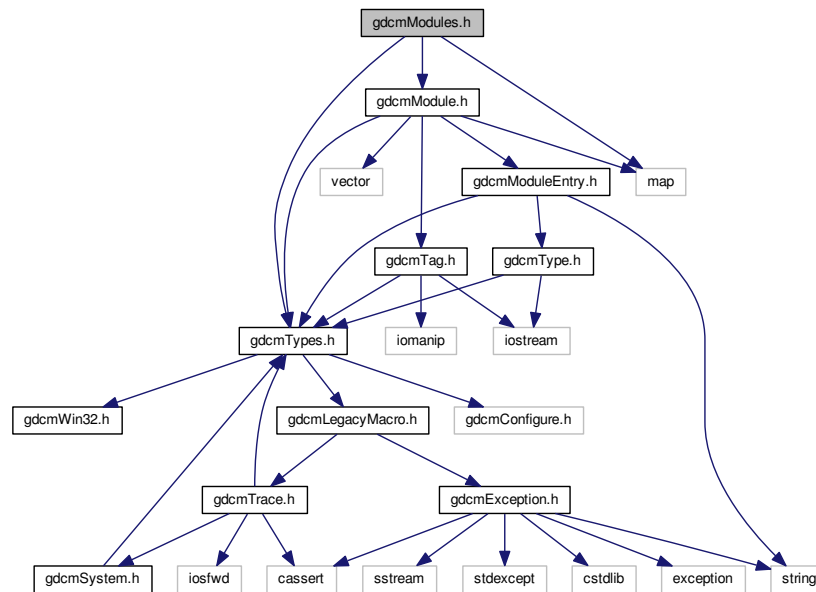 gdcmModules.h
gdcmModule.h
vector
gdcmModuleEntry.h
map
gdcmTag.h
gdcmType.h
gdcmTypes.h
iomanip
iostream
gdcmWin32.h
gdcmLegacyMacro.h
gdcmConfigure.h
gdcmTrace.h
gdcmException.h
gdcmSystem.h
iosfwd
cassert
sstream
stdexcept
cstdlib
exception
string